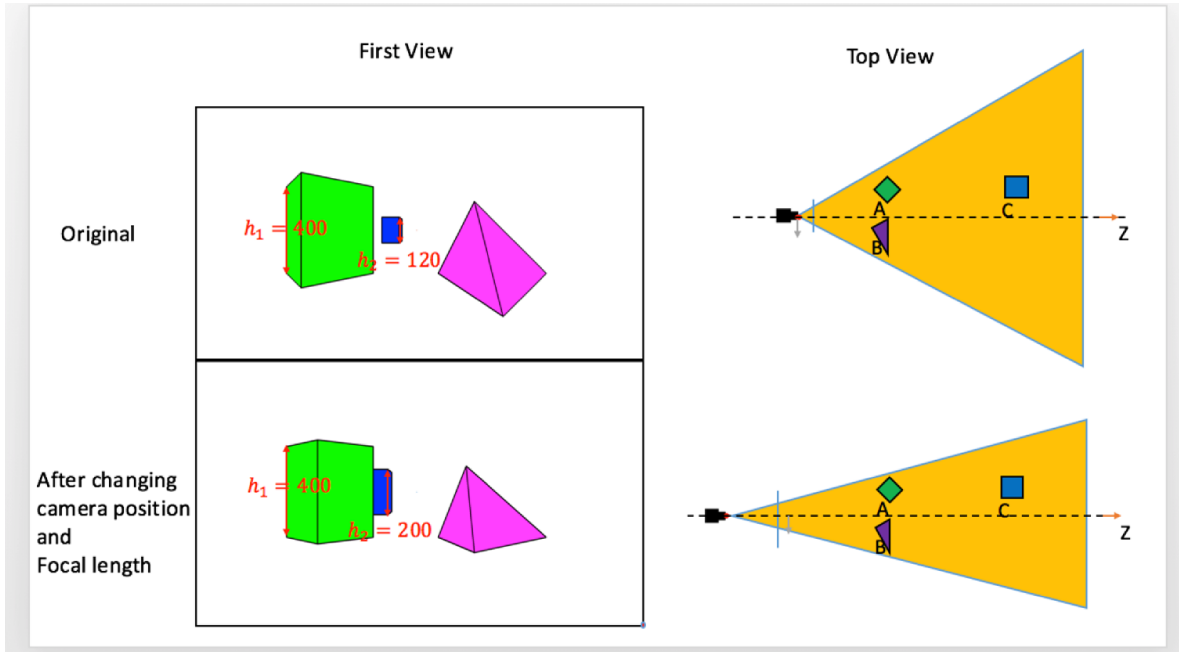 First View
Top View
Original
h₁ = 400
h₂ = 120
A
B
C
Z
After changing
camera position
and
Focal length
h₁ = 400
h₂ = 200
A
B
C
Z